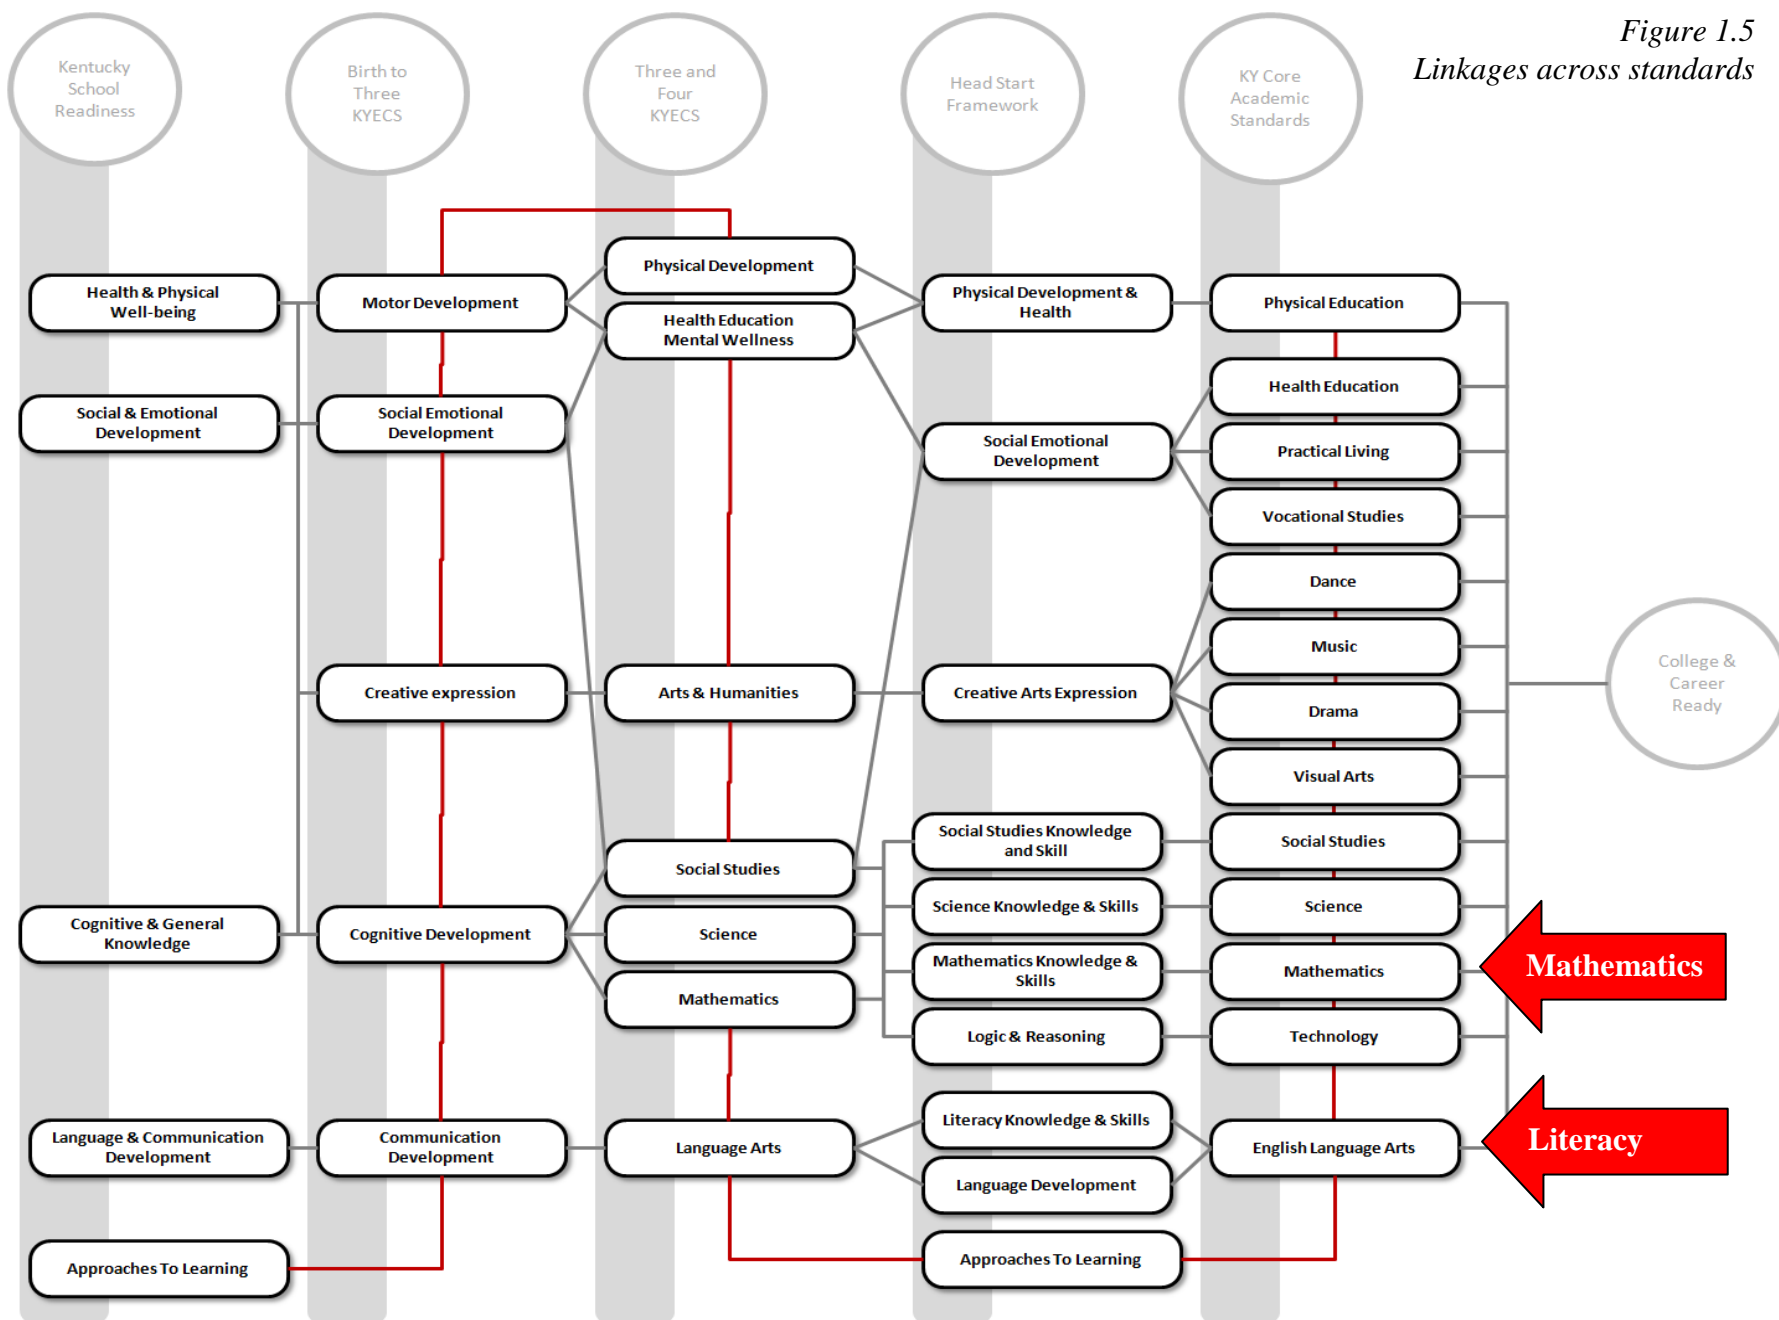 Figure 1.5
Linkages across standards
Kentucky
School
Readiness
Birth to
Three
KYECS
Three and
Four
KYECS
Head Start
Framework
KY Core
Academic
Standards
Health & Physical
Well-being
Social & Emotional
Development
Cognitive & General
Knowledge
Language & Communication
Development
Approaches To Learning
Motor Development
Social Emotional
Development
Creative expression
Cognitive Development
Communication
Development
Physical Development
Health Education
Mental Wellness
Arts & Humanities
Social Studies
Science
Mathematics
Language Arts
Physical Development &
Health
Social Emotional
Development
Creative Arts Expression
Social Studies Knowledge
and Skill
Science Knowledge & Skills
Mathematics Knowledge &
Skills
Logic & Reasoning
Literacy Knowledge & Skills
Language Development
Approaches To Learning
Physical Education
Health Education
Practical Living
Vocational Studies
Dance
Music
Drama
Visual Arts
Social Studies
Science
Mathematics
Technology
English Language Arts
College &
Career
Ready
Mathematics
Literacy